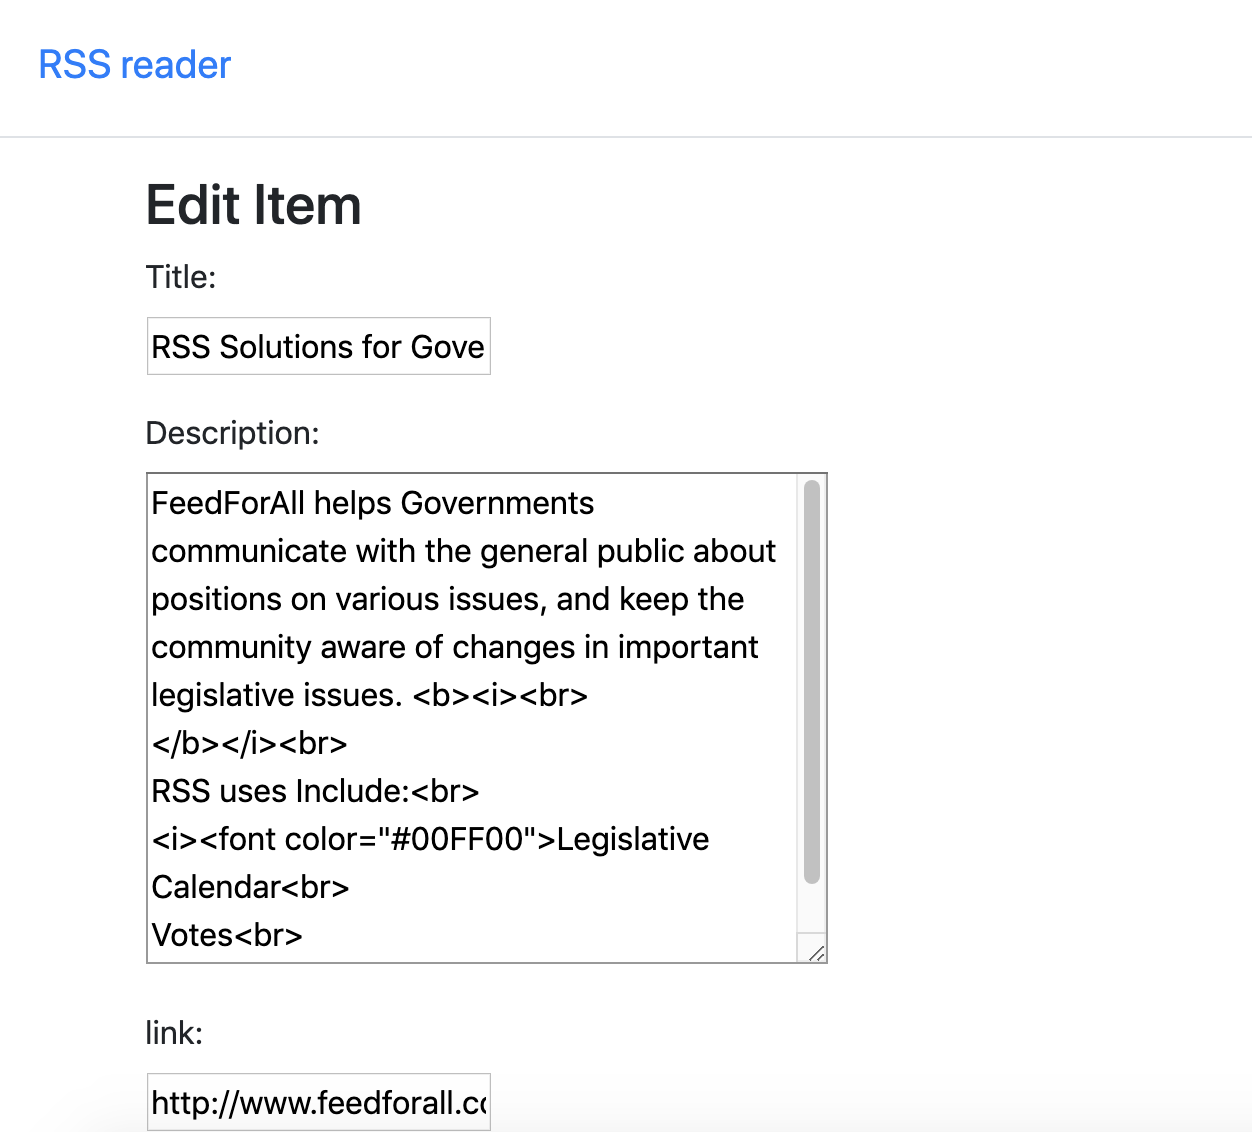 RSS reader
Edit Item
Title:
RSS Solutions for Gove
Description:
FeedForAll helps Governments
communicate with the general public about
positions on various issues, and keep the
community aware of changes in important
legislative issues. <b><i><br>
</b></i><br>
RSS uses Include:<br>
<i><font color="#00FF00">Legislative
Calendar<br>
Votes<br>
link:
http://www.feedforall.co